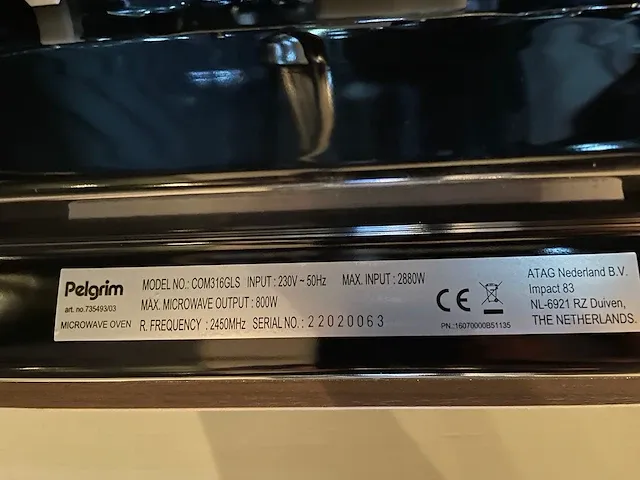 Pelgrim
art. no.735493/03
MICROWAVE OVEN
MODEL NO.: COM316GLS INPUT : 230V ~ 50Hz MAX. INPUT : 2880W
MAX. MICROWAVE OUTPUT : 800W
R. FREQUENCY : 2450MHz SERIAL NO. : 22020063
CE
PN.:16070000B51135
ATAG Nederland B.V.
Impact 83
NL-6921 RZ Duiven,
THE NETHERLANDS.